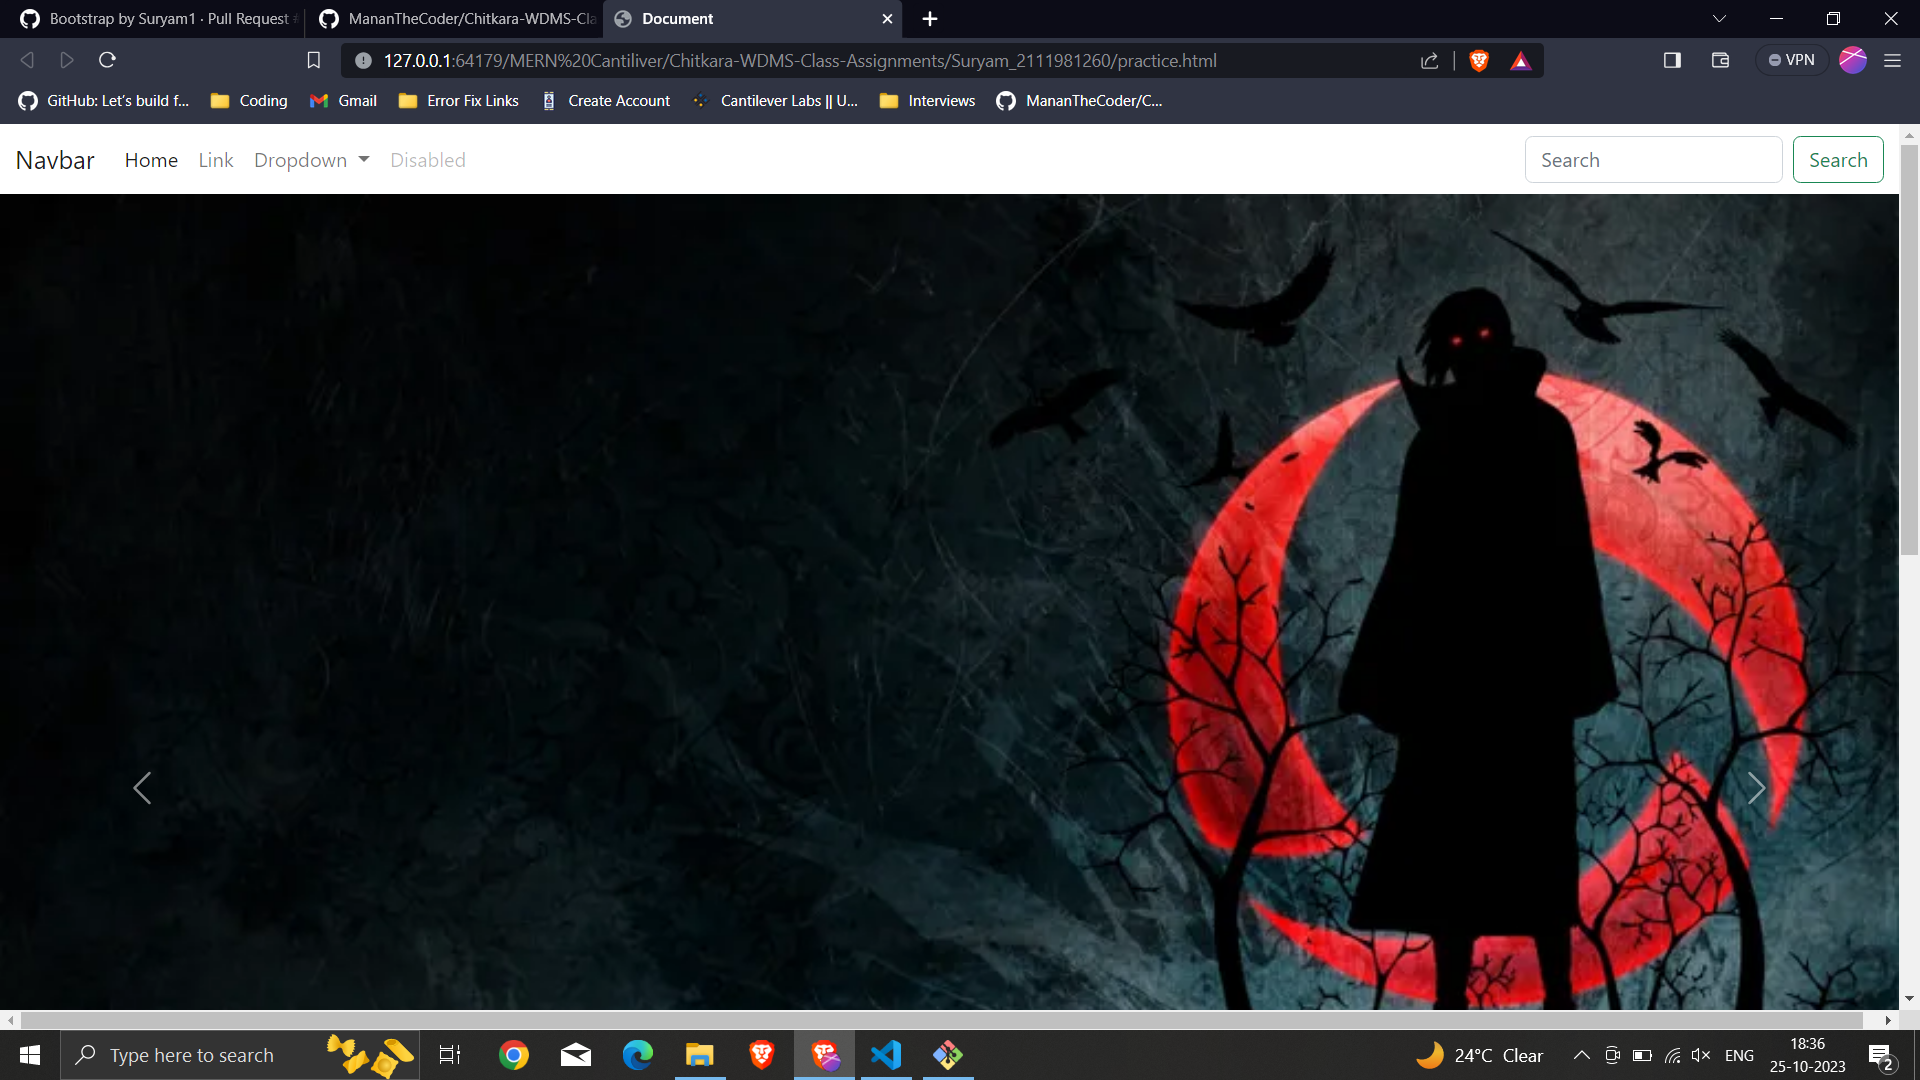 Bootstrap by Suryam1 · Pull Request #
MananTheCoder/Chitkara-WDMS-Cla
Document
127.0.0.1:64179/MERN%20Cantiliver/Chitkara-WDMS-Class-Assignments/Suryam_2111981260/practice.html
VPN
GitHub: Let’s build f...
Coding
Gmail
Error Fix Links
Create Account
Cantilever Labs || U...
Interviews
MananTheCoder/C...
Navbar
Home
Link
Dropdown
Disabled
Search
Search
Type here to search
24°C Clear
ENG
18:36
25-10-2023
2